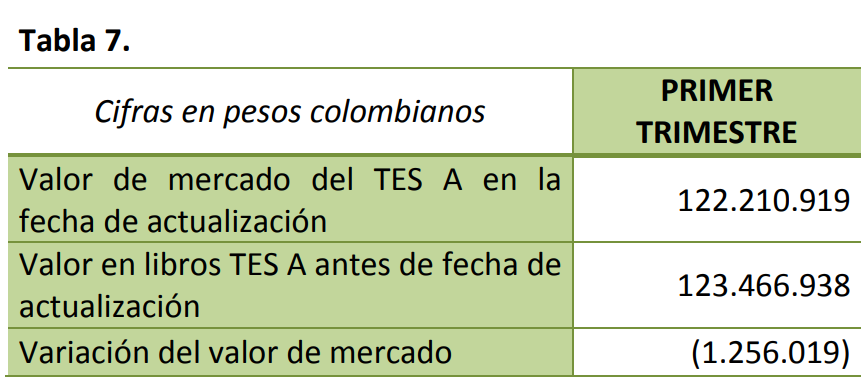 Tabla 7.
Cifras en pesos colombianos
PRIMER
TRIMESTRE
Valor de mercado del TES A en la
fecha de actualización
122.210.919
Valor en libros TES A antes de fecha de
actualización
123.466.938
Variación del valor de mercado
(1.256.019)